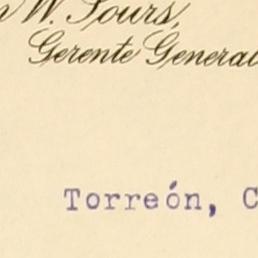 W. Sours,
Gerente General
Torreón, C